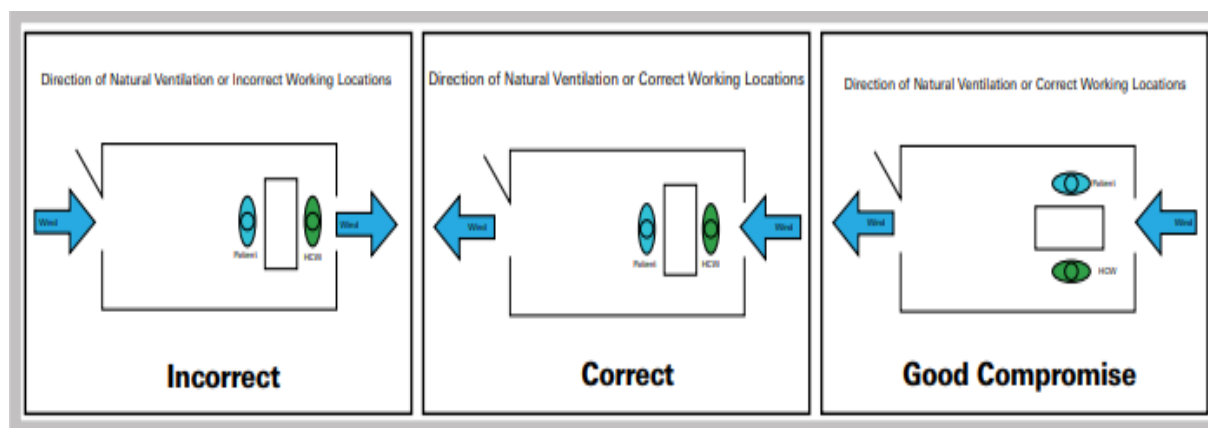 Direction of Natural Ventilation or Incorrect Working Locations
Wind
Patient
HCW
Wind
Incorrect
Direction of Natural Ventilation or Correct Working Locations
Wind
Patient
HCW
Wind
Correct
Direction of Natural Ventilation or Correct Working Locations
Wind
Patient
HCW
Wind
Good Compromise